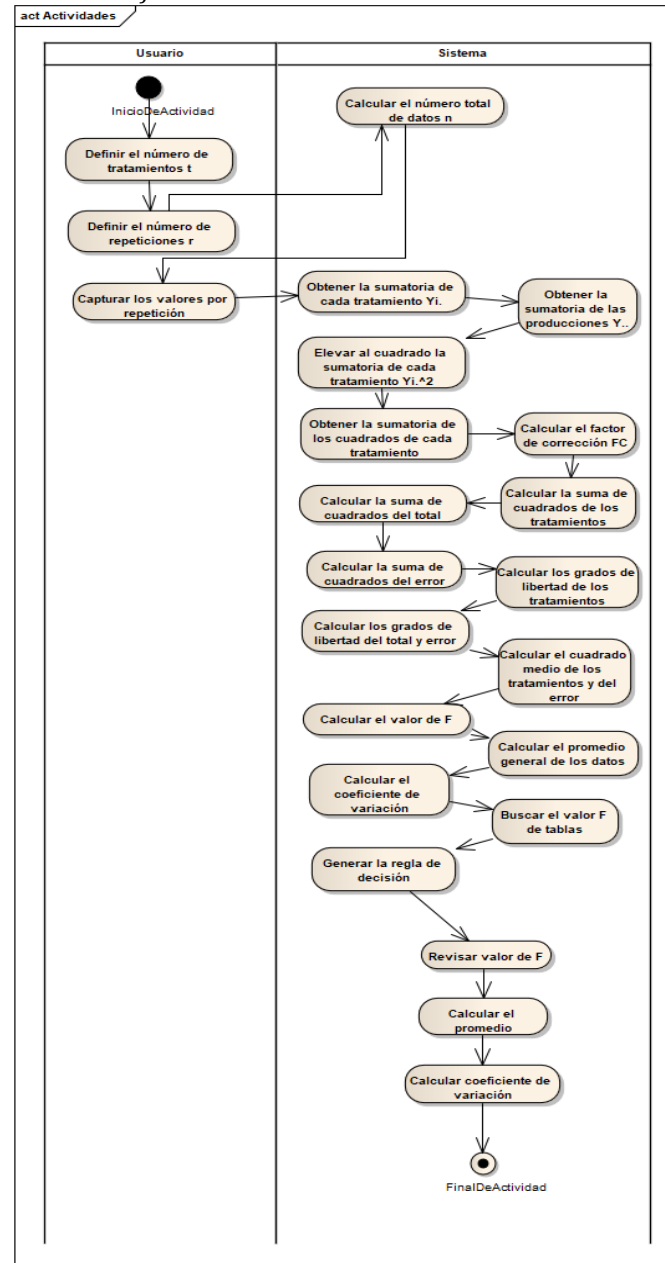 act Actividades
Usuario
Sistema
InicioDeActividad
Definir el número de
tratamientos t
Definir el número de
repeticiones r
Calcular el número total
de datos n
Capturar los valores por
repetición
Obtener la sumatoria de
cada tratamiento Yi.
Obtener la
sumatoria de las
producciones Y..
Elevar al cuadrado la
sumatoria de cada
tratamiento Yi.^2
Obtener la sumatoria de
los cuadrados de cada
tratamiento
Calcular el factor
de corrección FC
Calcular la suma de
cuadrados de los
tratamientos
Calcular la suma de
cuadrados del total
Calcular la suma de
cuadrados del error
Calcular los grados de
libertad de los
tratamientos
Calcular los grados de
libertad del total y error
Calcular el cuadrado
medio de los
tratamientos y del
error
Calcular el valor de F
Calcular el promedio
general de los datos
Calcular el
coeficiente de
variación
Buscar el valor F
de tablas
Generar la regla de
decisión
Revisar valor de F
Calcular el
promedio
Calcular coeficiente de
variación
FinalDeActividad